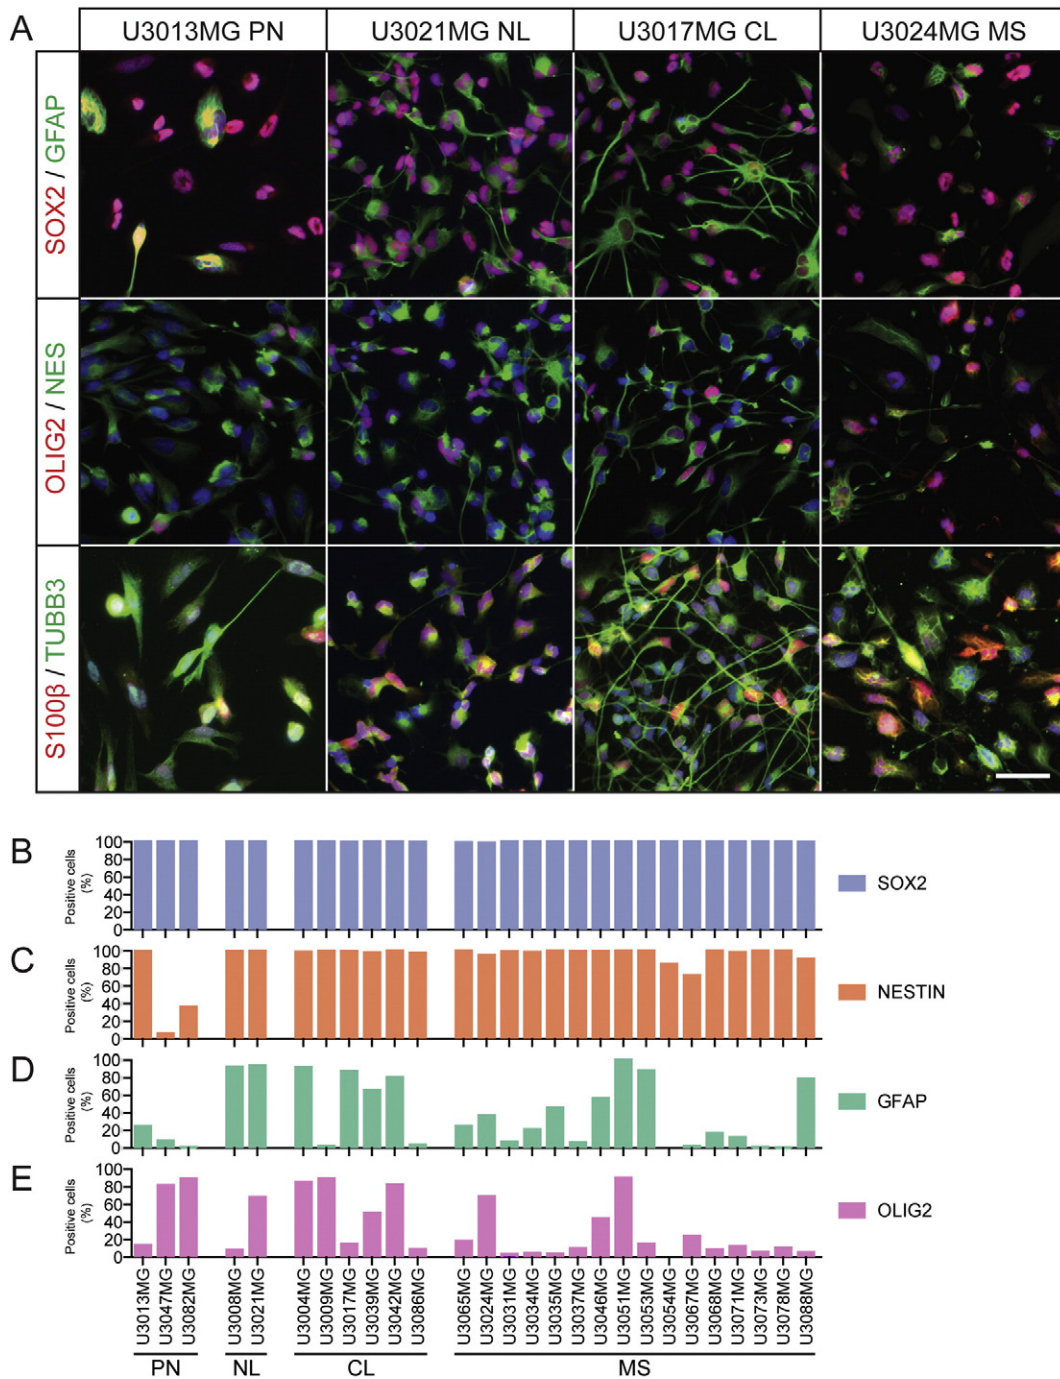 A
U3013MG PN
U3021MG NL
U3017MG CL
U3024MG MS
SOX2 / GFAP
OLIG2 / NES
S100β / TUBB3
B
Positive cells
(%)
100
80
60
40
20
0
SOX2
C
Positive cells
(%)
100
80
60
40
20
0
NESTIN
D
Positive cells
(%)
100
80
60
40
20
0
GFAP
E
Positive cells
(%)
100
80
60
40
20
0
OLIG2
U3013MG
U3047MG
U3082MG
U3008MG
U3021MG
U3004MG
U3009MG
U3017MG
U3039MG
U3042MG
U3086MG
U3065MG
U3024MG
U3031MG
U3034MG
U3035MG
U3037MG
U3046MG
U3051MG
U3053MG
U3054MG
U3067MG
U3068MG
U3071MG
U3073MG
U3078MG
U3088MG
PN
NL
CL
MS